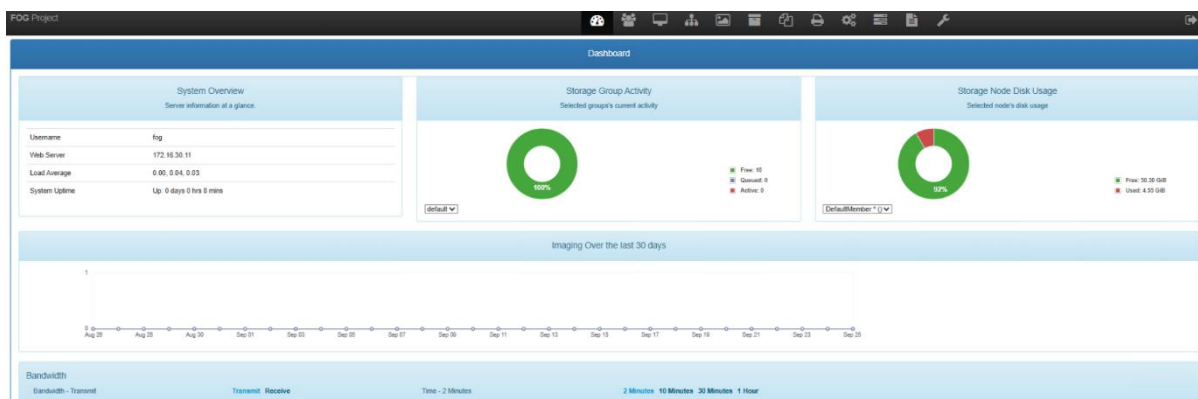 FOG Project
Dashboard
System Overview
Server information at a glance.
Username fog
Web Server 172.16.30.11
Load Average 0.00, 0.04, 0.03
System Uptime Up: 0 days 0 hrs 8 mins
Storage Group Activity
Selected groups's current activity
100%
Free: 10
Queued: 0
Active: 0
default
Storage Node Disk Usage
Selected node's disk usage
92%
Used: 4.55 GiB
DefaultMember * ()
Imaging Over the last 30 days
1
0
Aug 28 Aug 30 Sep 01 Sep 03 Sep 05 Sep 07 Sep 09 Sep 11 Sep 13 Sep 15 Sep 17 Sep 19 Sep 21 Sep 23 Sep 25
Bandwidth
Bandwidth - Transmit Transmit Receive Time - 2 Minutes 2 Minutes 10 Minutes 30 Minutes 1 Hour